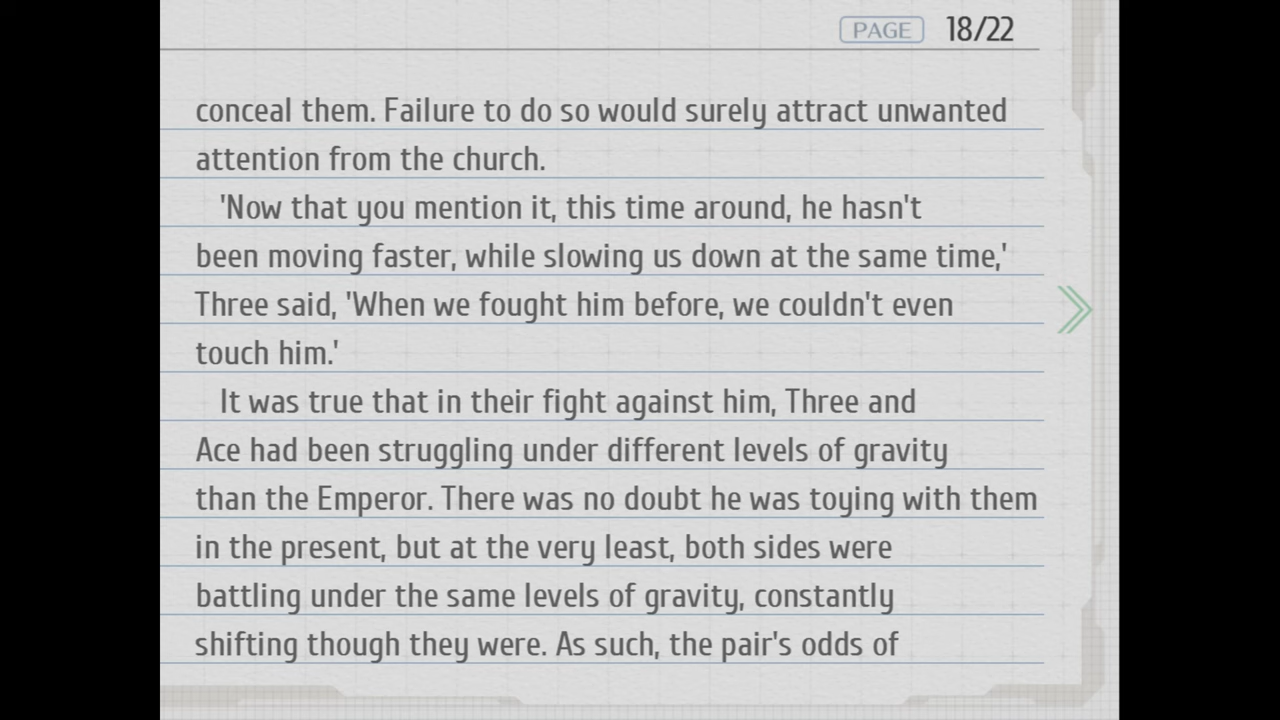 PAGE 18/22
conceal them. Failure to do so would surely attract unwanted
attention from the church.
'Now that you mention it, this time around, he hasn't
been moving faster, while slowing us down at the same time,'
Three said, 'When we fought him before, we couldn't even
touch him.'
It was true that in their fight against him, Three and
Ace had been struggling under different levels of gravity
than the Emperor. There was no doubt he was toying with them
in the present, but at the very least, both sides were
battling under the same levels of gravity, constantly
shifting though they were. As such, the pair's odds of